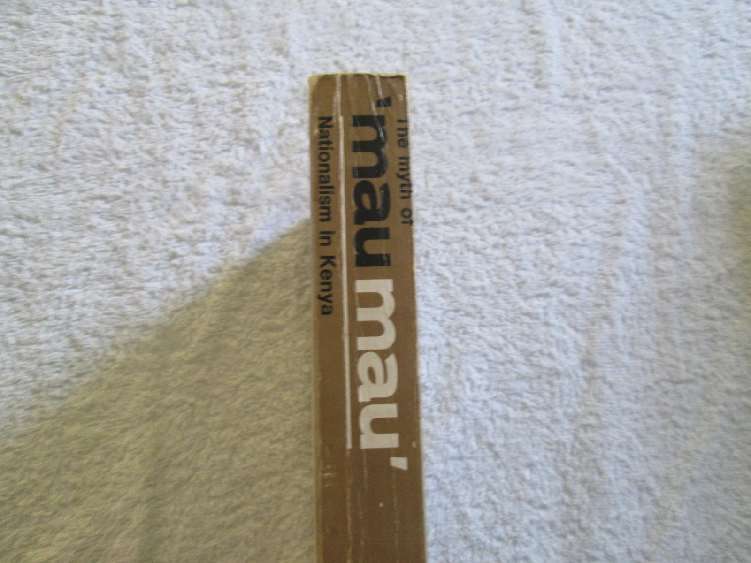 The myth of
'mau mau'
Nationalism in Kenya